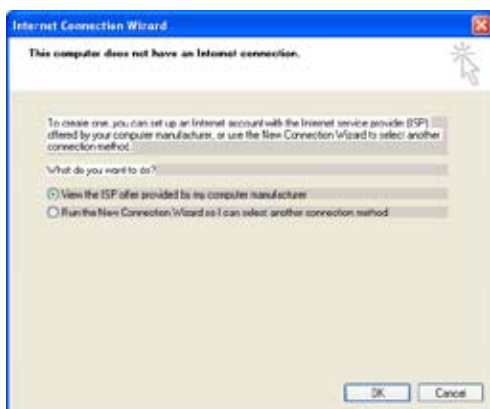 Internet Connection Wizard
This computer does not have an Internet connection.
To create one, you can set up an Internet account with the Internet service provider (ISP)
offered by your computer manufacturer, or use the New Connection Wizard to select another
connection method.
What do you want to do?
View the ISP offer provided by my computer manufacturer
Run the New Connection Wizard so I can select another connection method
OK
Cancel